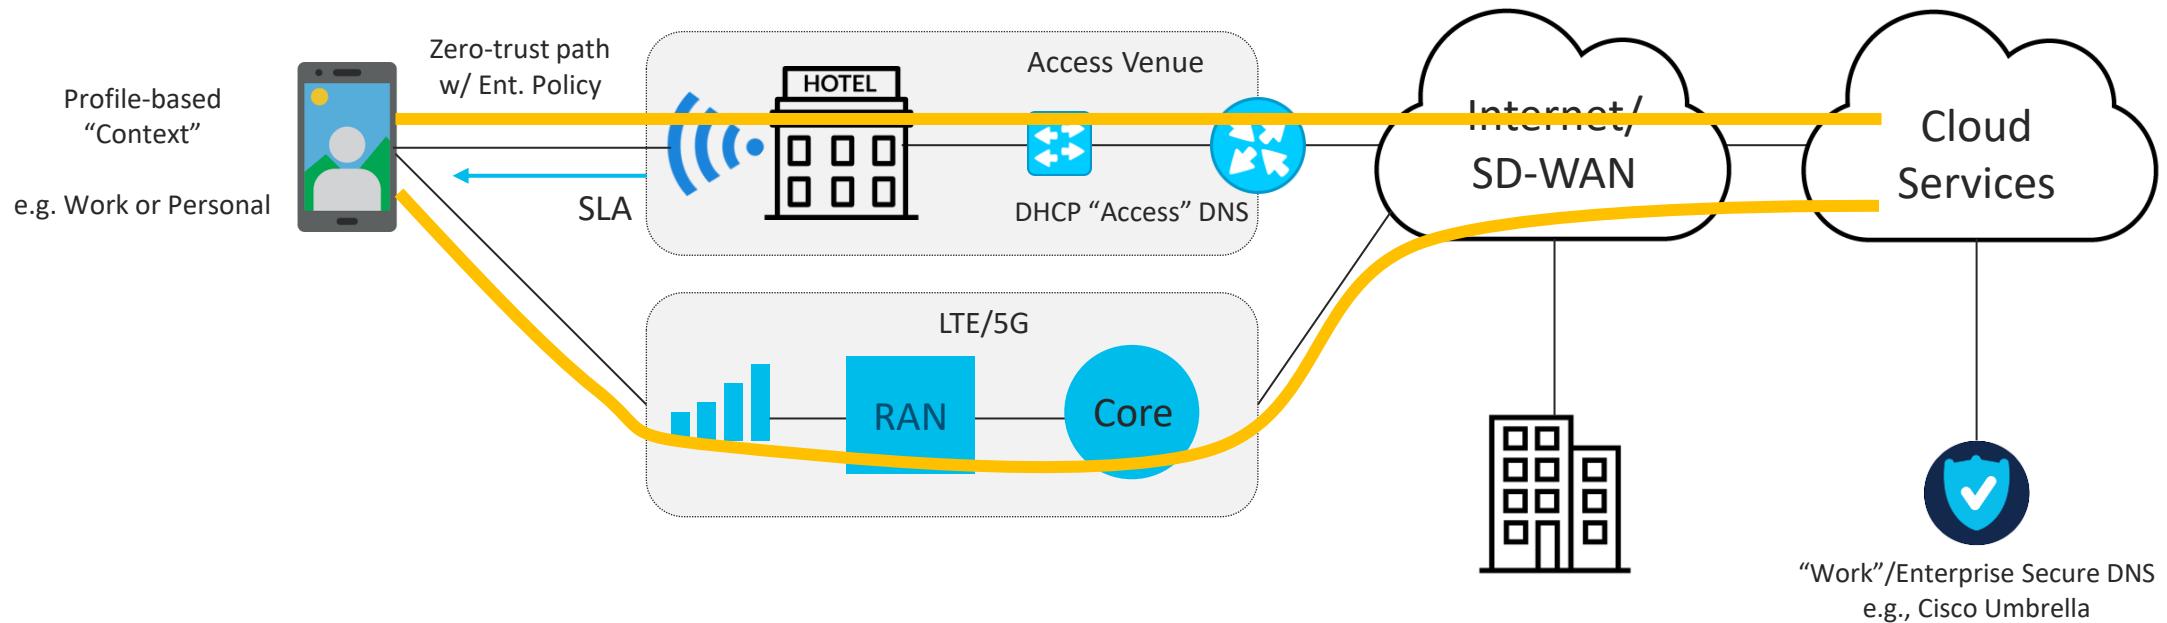 Profile-based
“Context”
e.g. Work or Personal
Zero-trust path
w/ Ent. Policy
SLA
Access Venue
HOTEL
DHCP “Access” DNS
LTE/5G
RAN
Core
Internet/
SD-WAN
Cloud
Services
“Work”/Enterprise Secure DNS
e.g., Cisco Umbrella